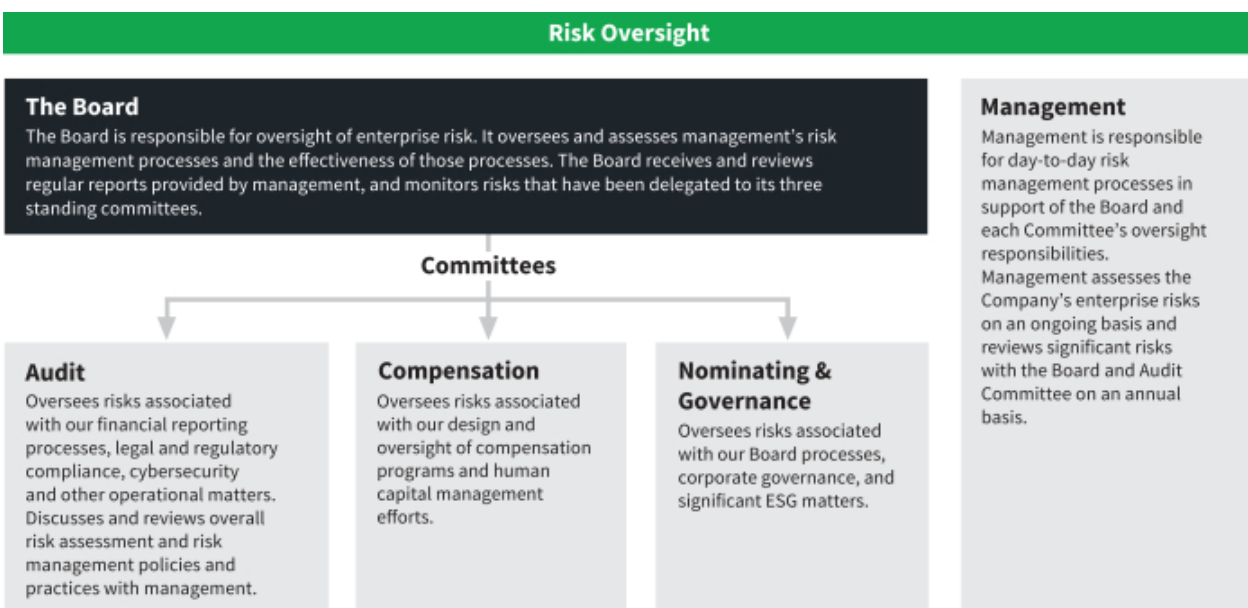 Risk Oversight
The Board
The Board is responsible for oversight of enterprise risk. It oversees and assesses management's risk
management processes and the effectiveness of those processes. The Board receives and reviews
regular reports provided by management, and monitors risks that have been delegated to its three
standing committees.
Committees
Audit
Oversees risks associated
with our financial reporting
processes, legal and regulatory
compliance, cybersecurity
and other operational matters.
Discusses and reviews overall
risk assessment and risk
management policies and
practices with management.
Compensation
Oversees risks associated
with our design and
oversight of compensation
programs and human
capital management
efforts.
Nominating &
Governance
Oversees risks associated
with our Board processes,
corporate governance, and
significant ESG matters.
Management
Management is responsible
for day-to-day risk
management processes in
support of the Board and
each Committee's oversight
responsibilities.
Management assesses the
Company's enterprise risks
on an ongoing basis and
reviews significant risks
with the Board and Audit
Committee on an annual
basis.